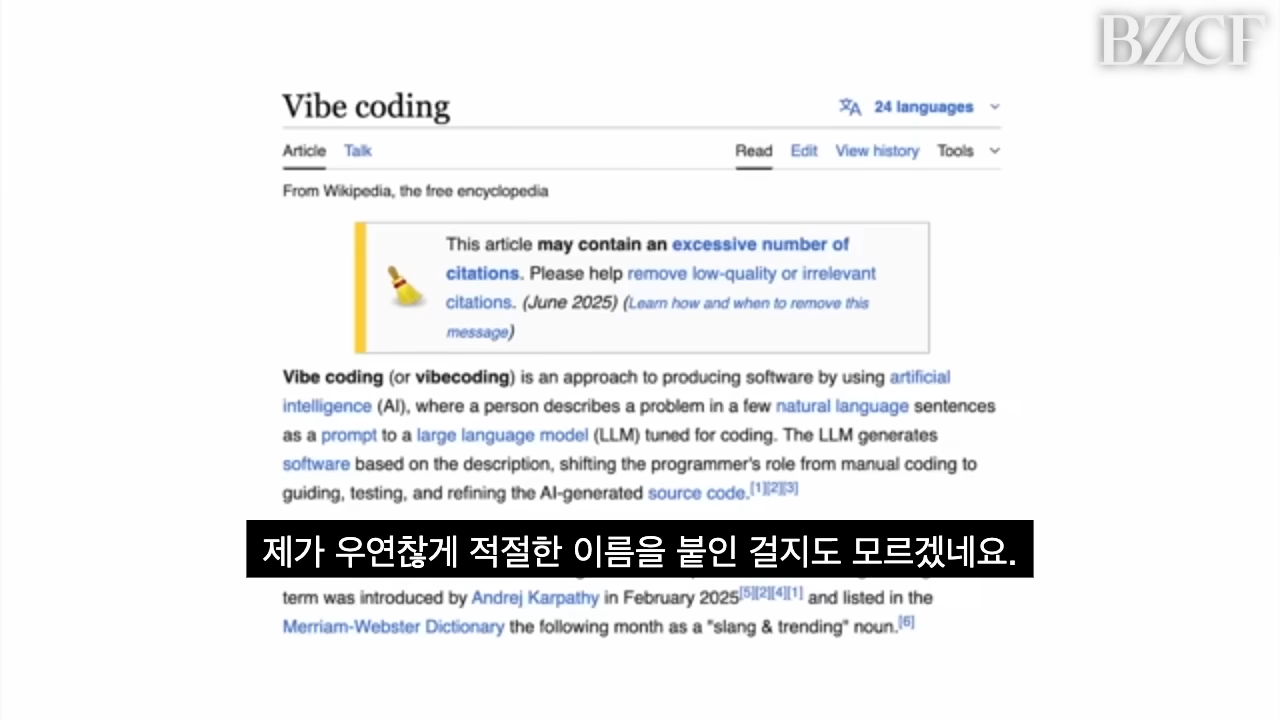 BZCF
Vibe coding
24 languages
Article Talk
Read Edit View history Tools
From Wikipedia, the free encyclopedia
This article may contain an excessive number of
citations. Please help remove low-quality or irrelevant
citations. (June 2025) (Learn how and when to remove this
message)
Vibe coding (or vibecoding) is an approach to producing software by using artificial
intelligence (AI), where a person describes a problem in a few natural language sentences
as a prompt to a large language model (LLM) tuned for coding. The LLM generates
software based on the description, shifting the programmer's role from manual coding to
guiding, testing, and refining the AI-generated source code.[1][2][3]
제가 우연찮게 적절한 이름을 붙인 걸지도 모르겠네요.
term was introduced by Andrej Karpathy in February 2025[5][2][4][1] and listed in the
Merriam-Webster Dictionary the following month as a "slang & trending" noun.[6]